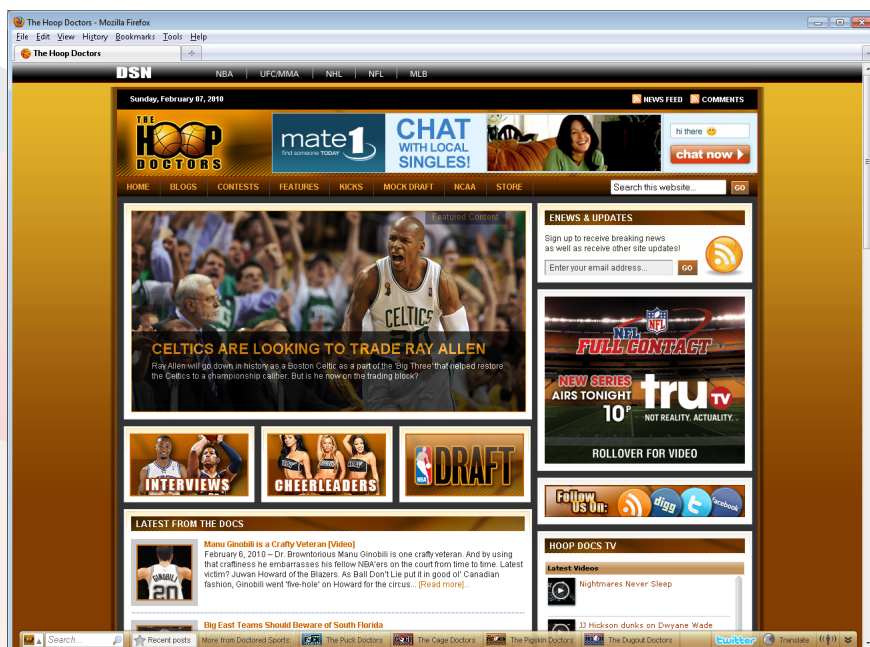 The Hoop Doctors - Mozilla Firefox
File Edit View History Bookmarks Tools Help
The Hoop Doctors
DSN NBA UFC/MMA NHL NFL MLB
Sunday, February 07, 2010 NEWS FEED COMMENTS
THE
HOOP
DOCTORS
mate1
find someone TODAY
CHAT
WITH LOCAL
SINGLES!
hi there
chat now
HOME BLOGS CONTESTS FEATURES KICKS MOCK DRAFT NCAA STORE Search this website... GO
Featured Content
CELTICS
CELTICS ARE LOOKING TO TRADE RAY ALLEN
Ray Allen will go down in history as a Boston Celtic as a part of the 'Big Three' that helped restore
the Celtics to a championship caliber. But is he now on the trading block?
ENEWS & UPDATES
Sign up to receive breaking news
as well as receive other site updates!
Enter your email address... GO
NFL
NFL
FULL CONTACT
NEW SERIES
AIRS TONIGHT
10P
truTV
NOT REALITY. ACTUALITY.
ROLLOVER FOR VIDEO
INTERVIEWS
CHEERLEADERS
NBA DRAFT
Follow
Us On: digg facebook
LATEST FROM THE DOCS
GINOBILI
20
Manu Ginobili is a Crafty Veteran [Video]
February 6, 2010 – Dr. Browntorious Manu Ginobili is one crafty veteran. And by using
that craftiness he embarrasses his fellow NBA'ers on the court from time to time. Latest
victim? Juwan Howard of the Blazers. As Ball Don't Lie put it in good ol' Canadian
fashion, Ginobili went 'five-hole' on Howard for the circus... [Read more]...
Big East Teams Should Beware of South Florida
HOOP DOCS TV
Latest Videos
Nightmares Never Sleep
JJ Hickson dunks on Dwyane Wade
Search... Recent posts More from Doctored Sports: The Puck Doctors The Cage Doctors The Pigskin Doctors The Dugout Doctors twitter Translate